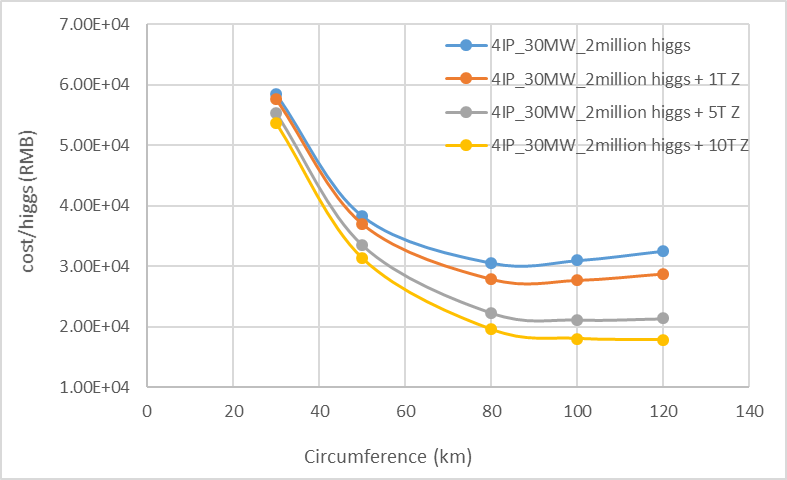 7.00E+04
6.00E+04
5.00E+04
4.00E+04
3.00E+04
2.00E+04
1.00E+04
cost/higgs (RMB)
4IP_30MW_2million higgs
4IP_30MW_2million higgs + 1T Z
4IP_30MW_2million higgs + 5T Z
4IP_30MW_2million higgs + 10T Z
0 20 40 60 80 100 120 140
Circumference (km)